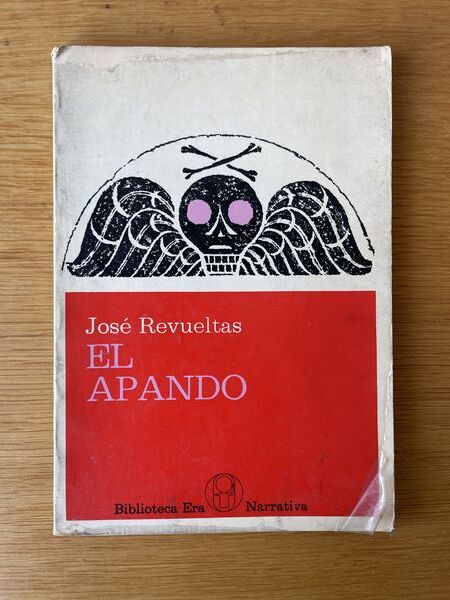 José Revueltas
EL
APANDO
Biblioteca Era Narrativa